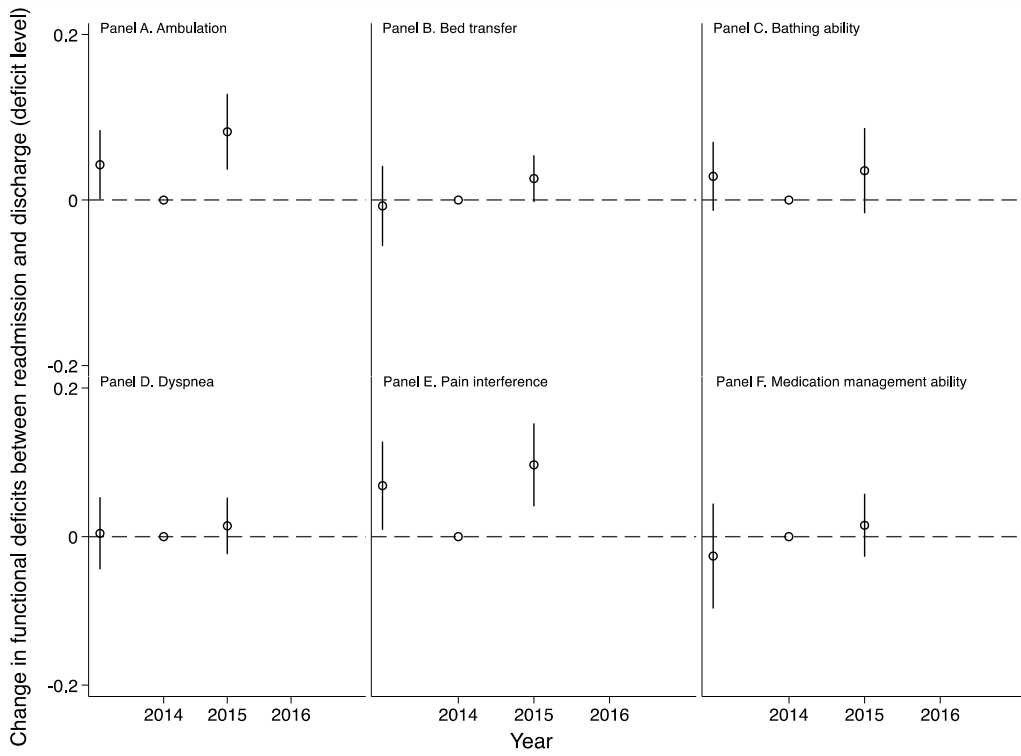 Change in functional deficits between readmission and discharge (deficit level)
Panel A. Ambulation
Panel B. Bed transfer
Panel C. Bathing ability
0.2
0
-0.2
Panel D. Dyspnea
Panel E. Pain interference
Panel F. Medication management ability
0.2
0
-0.2
2014 2015 2016
2014 2015 2016
2014 2015 2016
Year